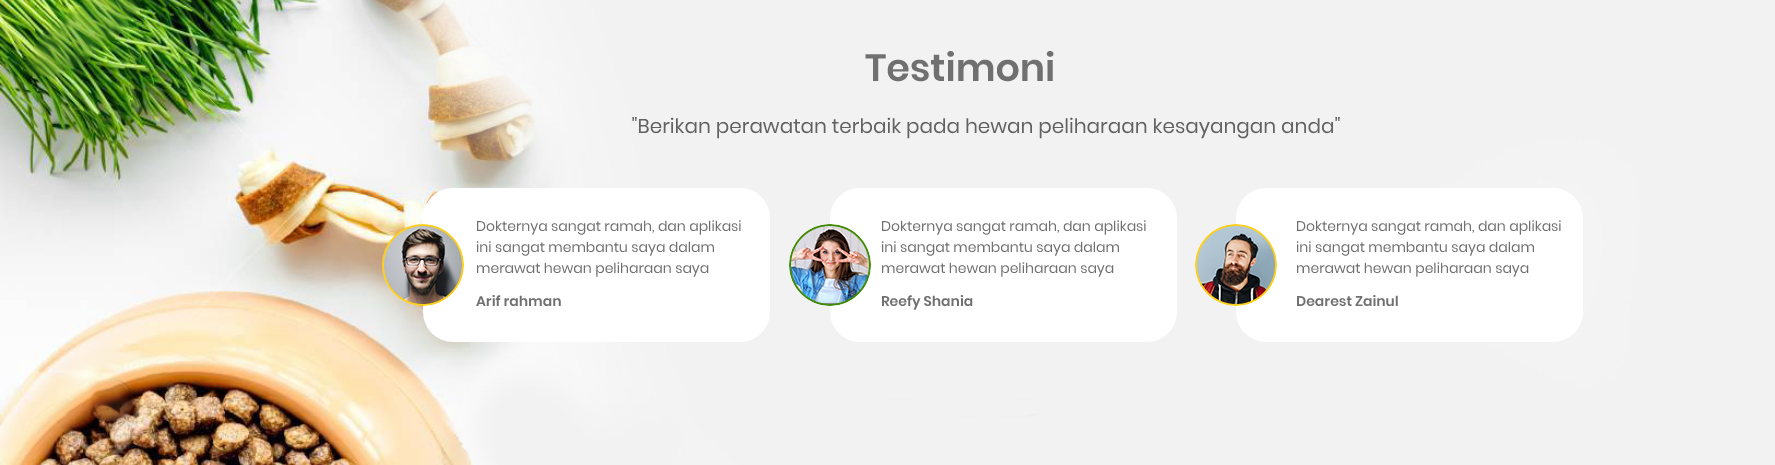 Testimoni
"Berikan perawatan terbaik pada hewan peliharaan kesayangan anda"
Dokternya sangat ramah, dan aplikasi
ini sangat membantu saya dalam
merawat hewan peliharaan saya
Arif rahman
Dokternya sangat ramah, dan aplikasi
ini sangat membantu saya dalam
merawat hewan peliharaan saya
Reefy Shania
Dokternya sangat ramah, dan aplikasi
ini sangat membantu saya dalam
merawat hewan peliharaan saya
Dearest Zainul